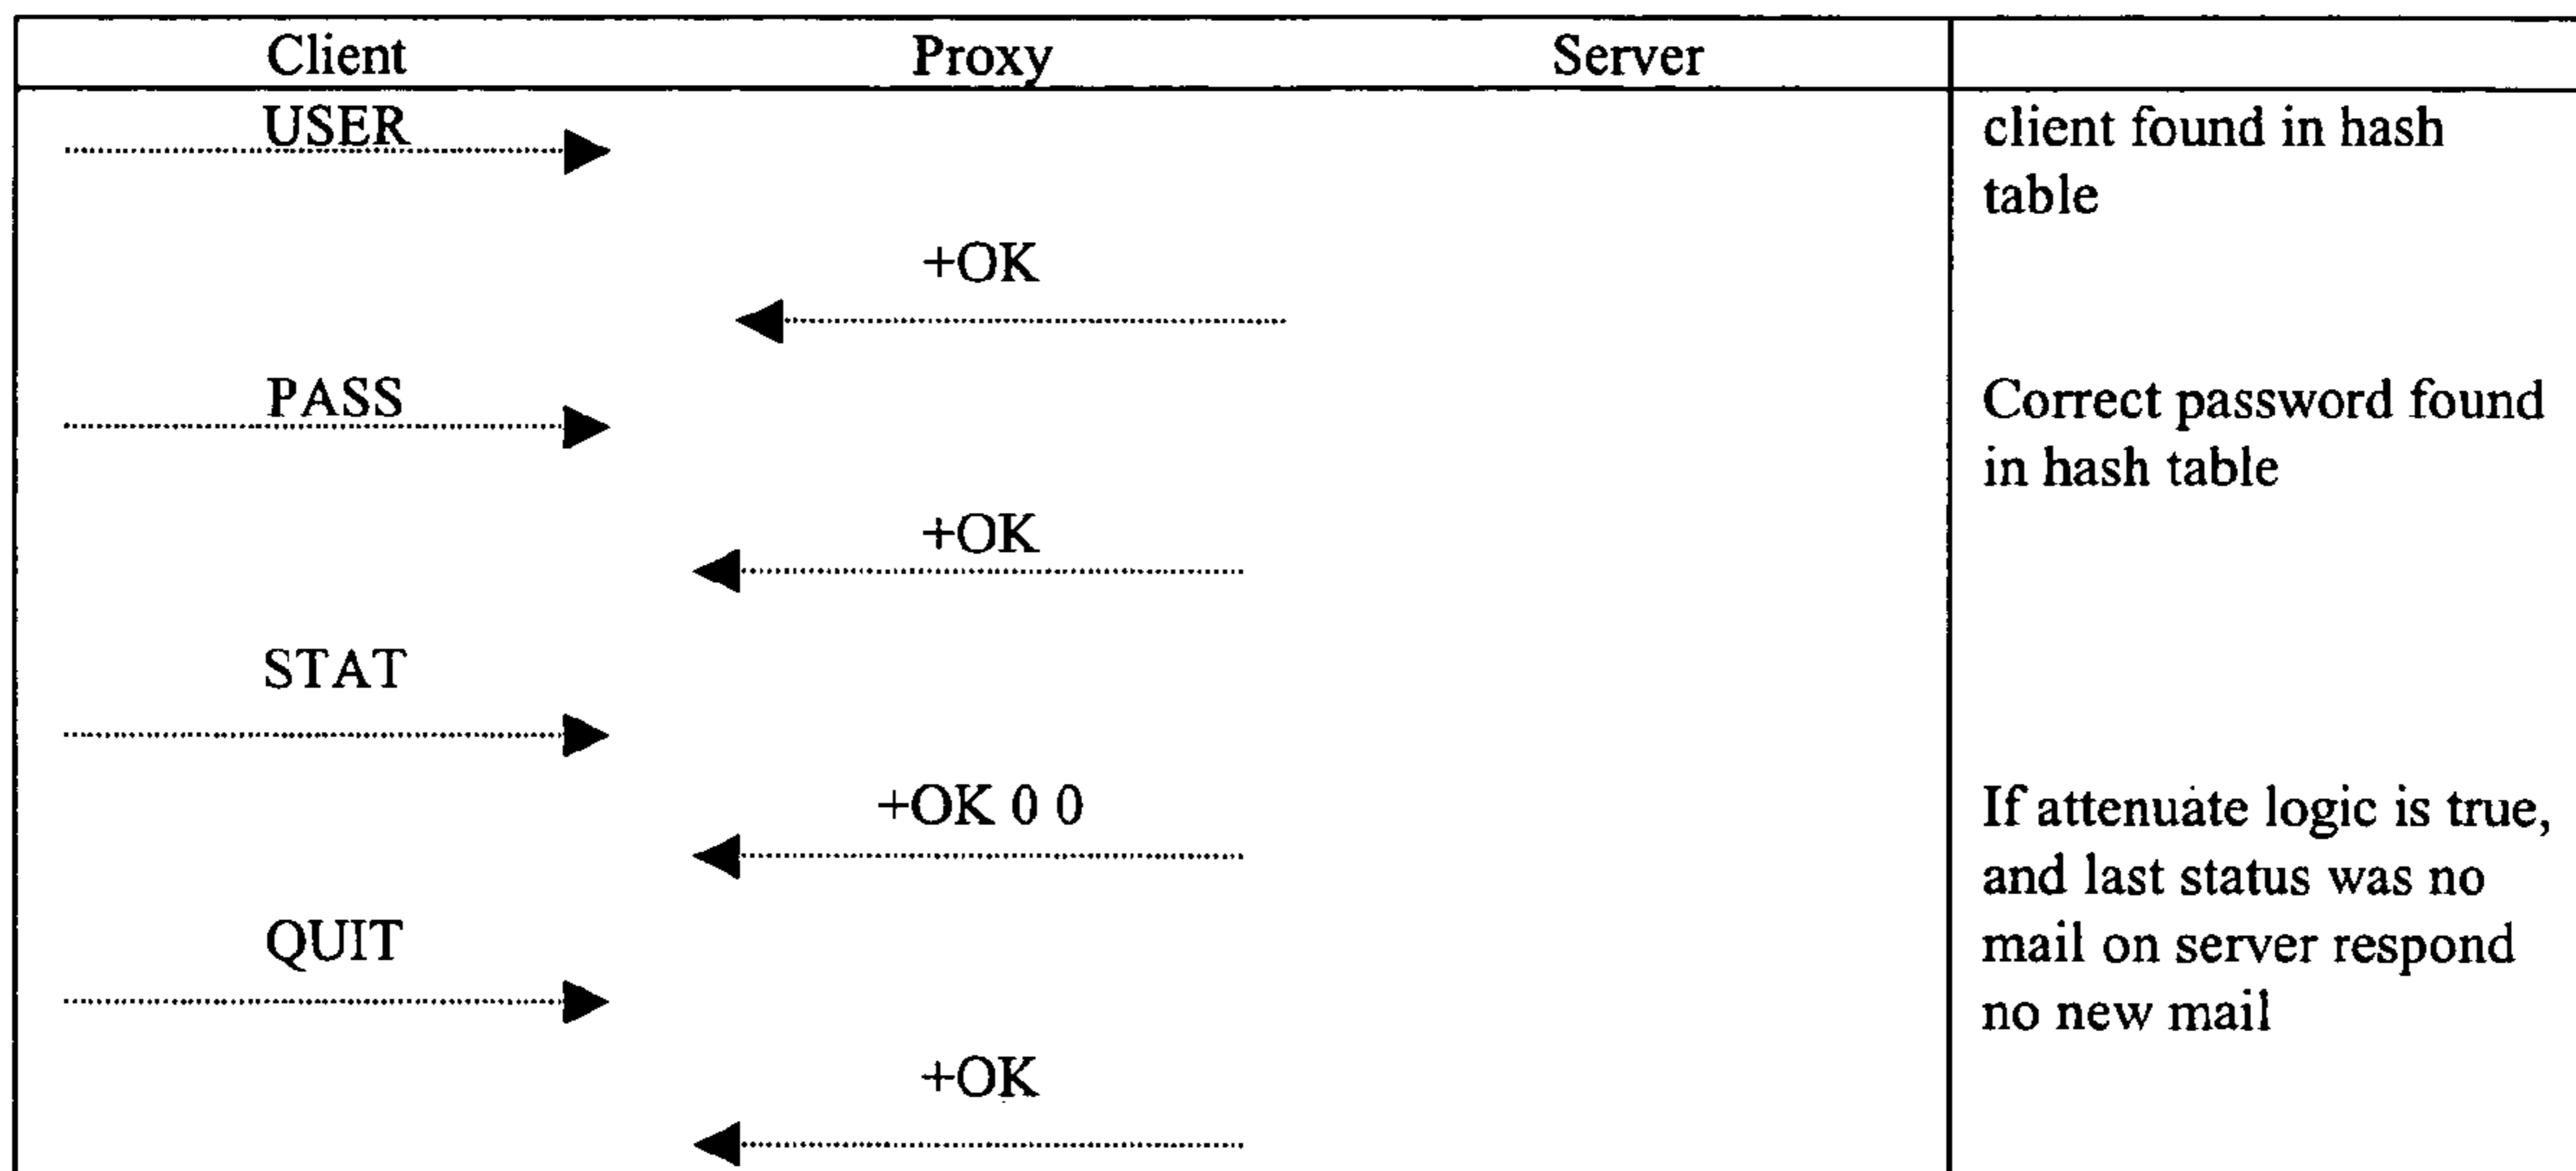 Client Proxy Server
USER
client found in hash
table
+OK
PASS
Correct password found
in hash table
+OK
STAT
+OK 0 0
If attenuate logic is true,
and last status was no
mail on server respond
no new mail
QUIT
+OK